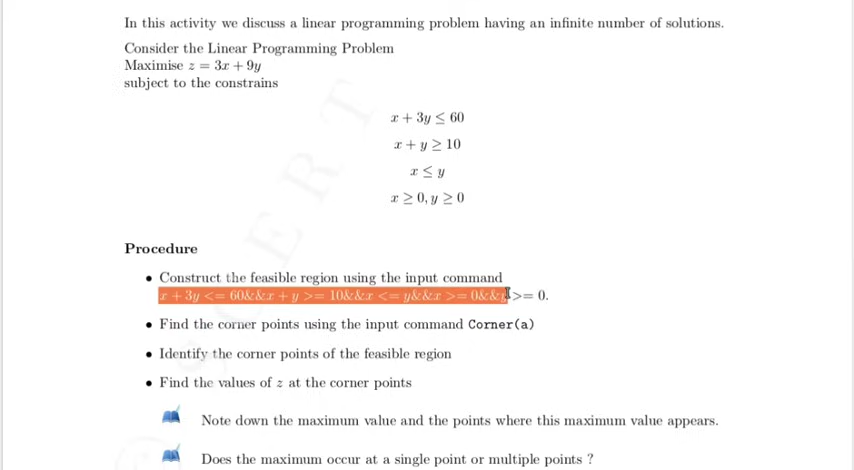 In this activity we discuss a linear programming problem having an infinite number of solutions.
Consider the Linear Programming Problem
Maximise z = 3x + 9y
subject to the constrains
x + 3y ≤ 60
x + y ≥ 10
x ≤ y
x ≥ 0, y ≥ 0
Procedure
• Construct the feasible region using the input command
x + 3y <= 60&&x + y >= 10&&x <= y&&x >= 0&&y >= 0.
• Find the corner points using the input command Corner(a)
• Identify the corner points of the feasible region
• Find the values of z at the corner points
Note down the maximum value and the points where this maximum value appears.
Does the maximum occur at a single point or multiple points ?
SCERT